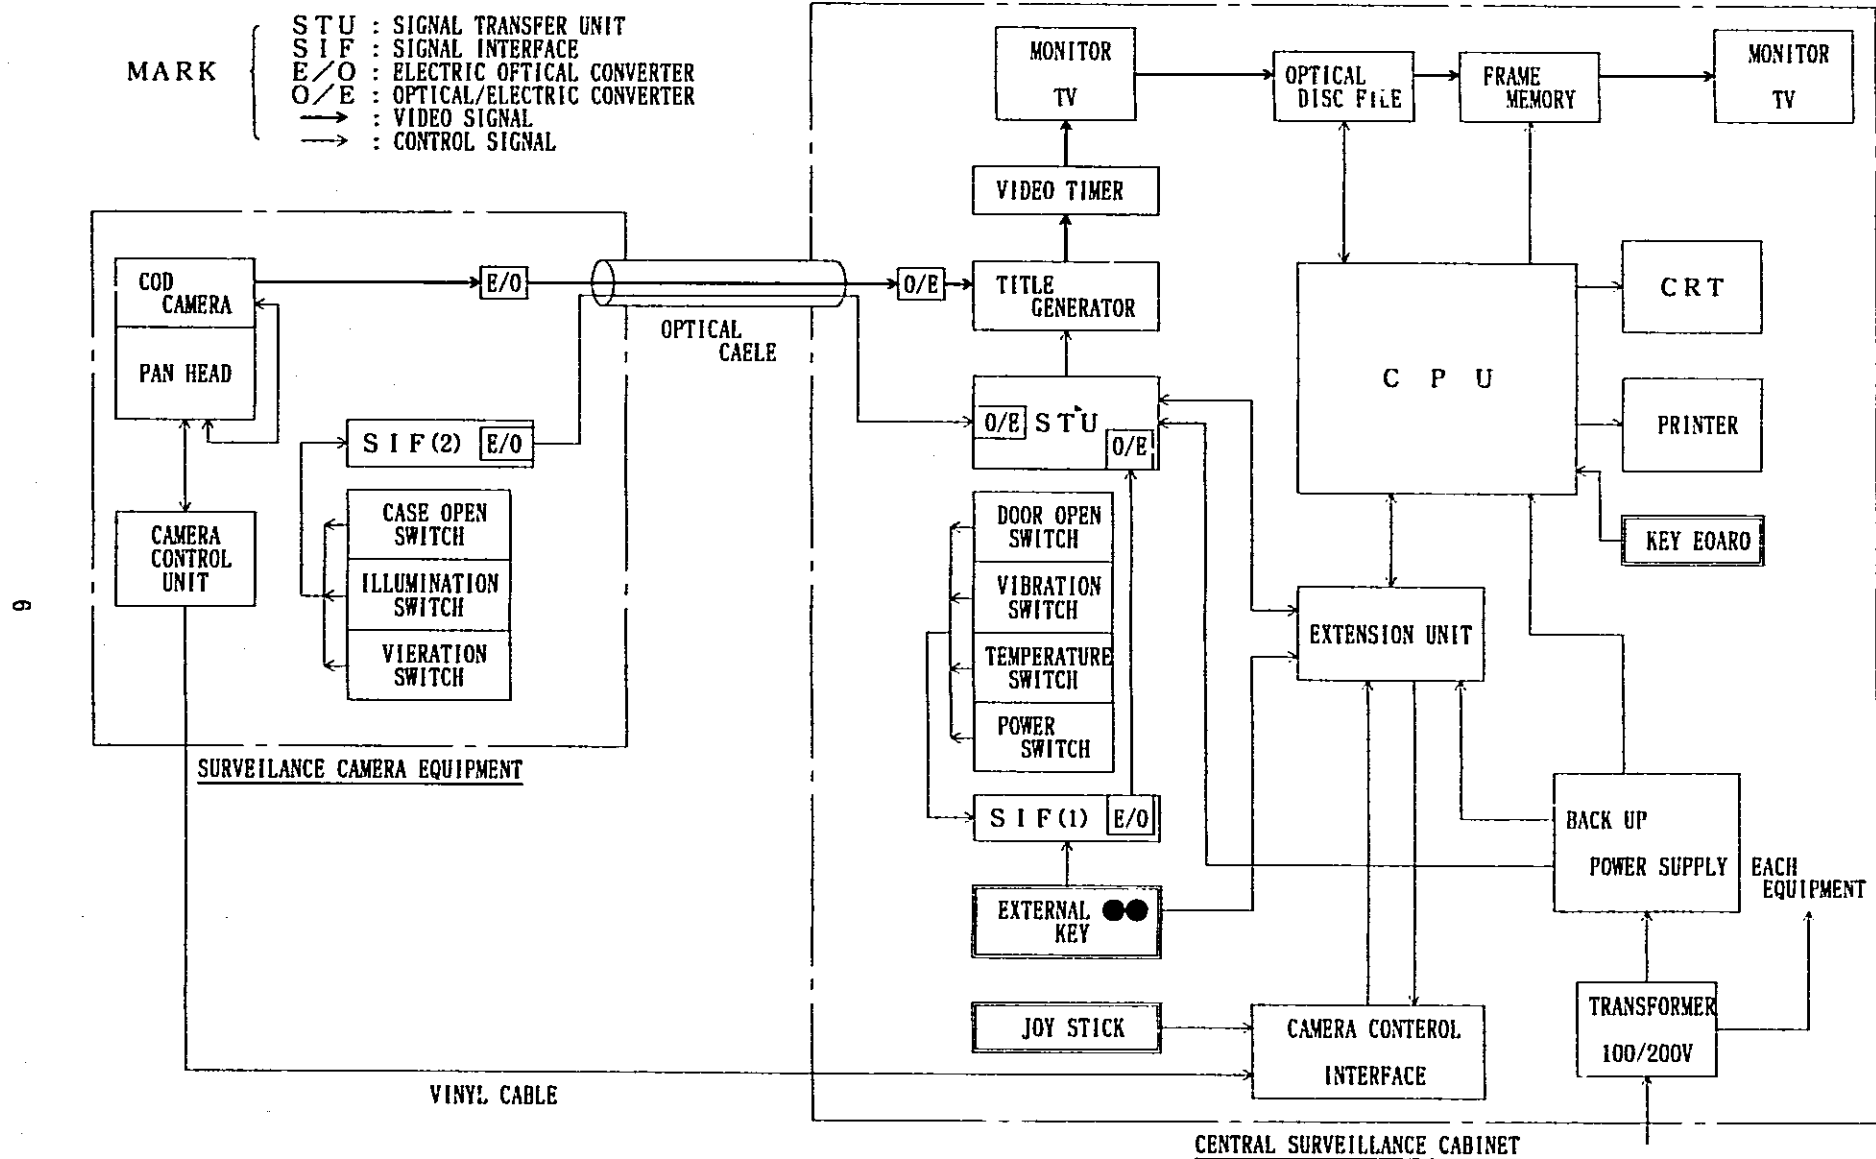 MARK
STU : SIGNAL TRANSFER UNIT
SIF : SIGNAL INTERFACE
E/O : ELECTRIC OFTICAL CONVERTER
O/E : OPTICAL/ELECTRIC CONVERTER
: VIDEO SIGNAL
: CONTROL SIGNAL
MONITOR
TV
OPTICAL
DISC FILE
FRAME
MEMORY
MONITOR
TV
VIDEO TIMER
COD
CAMERA
E/O
O/E
TITLE
GENERATOR
CRT
OPTICAL
CAELE
PAN HEAD
C P U
SIF(2)
E/O
O/E
STU
O/E
PRINTER
CASE OPEN
SWITCH
DOOR OPEN
SWITCH
KEY EOARO
CAMERA
CONTROL
UNIT
ILLUMINATION
SWITCH
VIBRATION
SWITCH
EXTENSION UNIT
VIERATION
SWITCH
TEMPERATURE
SWITCH
POWER
SWITCH
SURVEILANCE CAMERA EQUIPMENT
SIF(1)
E/O
BACK UP
POWER SUPPLY
EACH
EQUIPMENT
EXTERNAL
KEY
JOY STICK
CAMERA CONTEROL
INTERFACE
TRANSFORMER
100/200V
VINYL CABLE
CENTRAL SURVEILLANCE CABINET
9